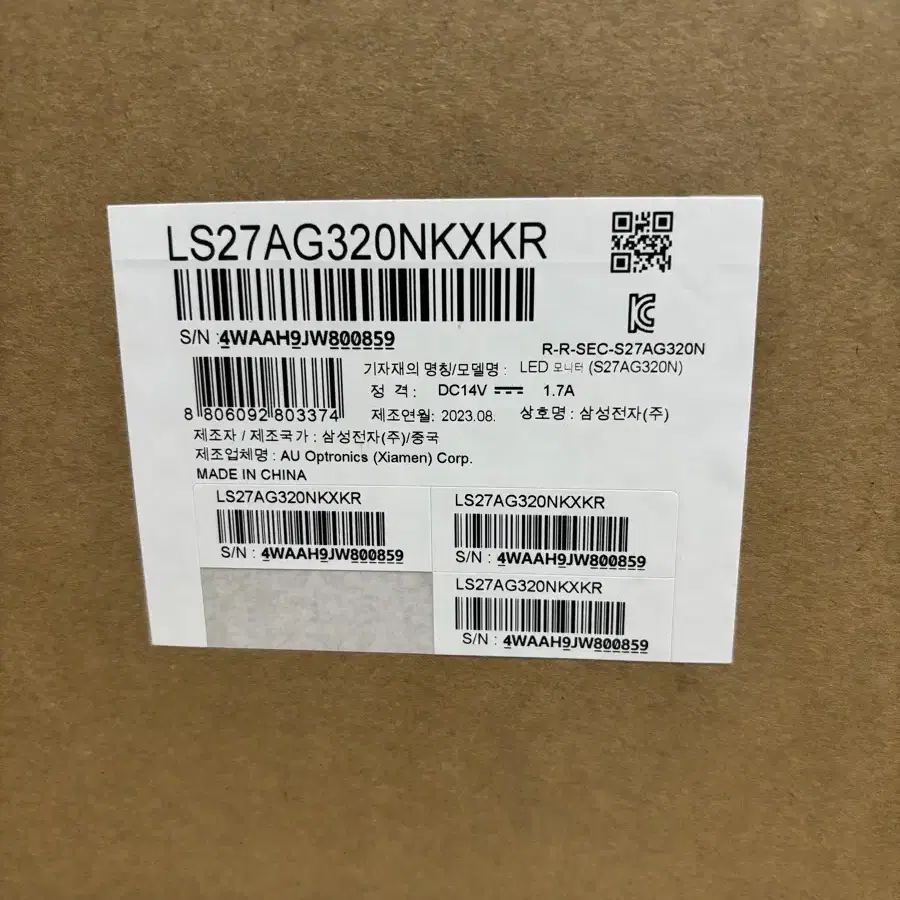 LS27AG320NKXKR
S/N : 4WAAH9JW800859
R-R-SEC-S27AG320N
기자재의 명칭/모델명 : LED 모니터 (S27AG320N)
정 격 : DC14V 1.7A
8 806092 803374
제조연월: 2023.08. 상호명 : 삼성전자(주)
제조자 / 제조국가 : 삼성전자(주)/중국
제조업체명 : AU Optronics (Xiamen) Corp.
MADE IN CHINA
LS27AG320NKXKR
S/N : 4WAAH9JW800859
LS27AG320NKXKR
S/N : 4WAAH9JW800859
LS27AG320NKXKR
S/N : 4WAAH9JW800859